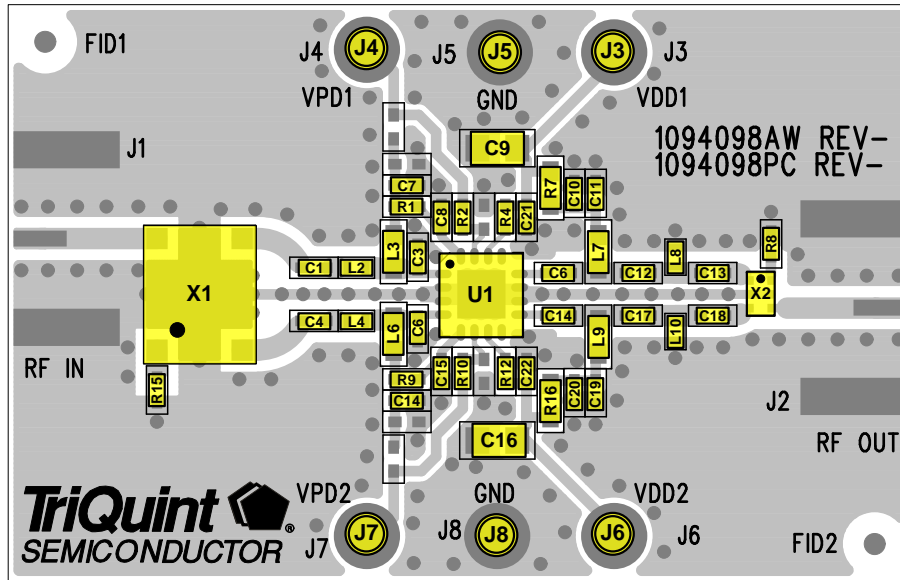 FID1
J4
J4
J5
J5
J3
J3
VPD1
GND
VDD1
J1
C9
1094098AW REV-
1094098PC REV-
C7
R1
C8
R2
R4
C21
R7
C10
C11
L3
C3
L7
L8
R8
C1
L2
C6
C12
C13
X1
U1
X2
C4
L4
L6
C6
C14
L9
C17
L10
C18
RF IN
R15
R9
C14
C15
R10
R12
C22
R16
C20
C19
J2
C16
RF OUT
VPD2
GND
VDD2
TriQuint
®
SEMICONDUCTOR
J7
J7
J8
J8
J6
J6
FID2